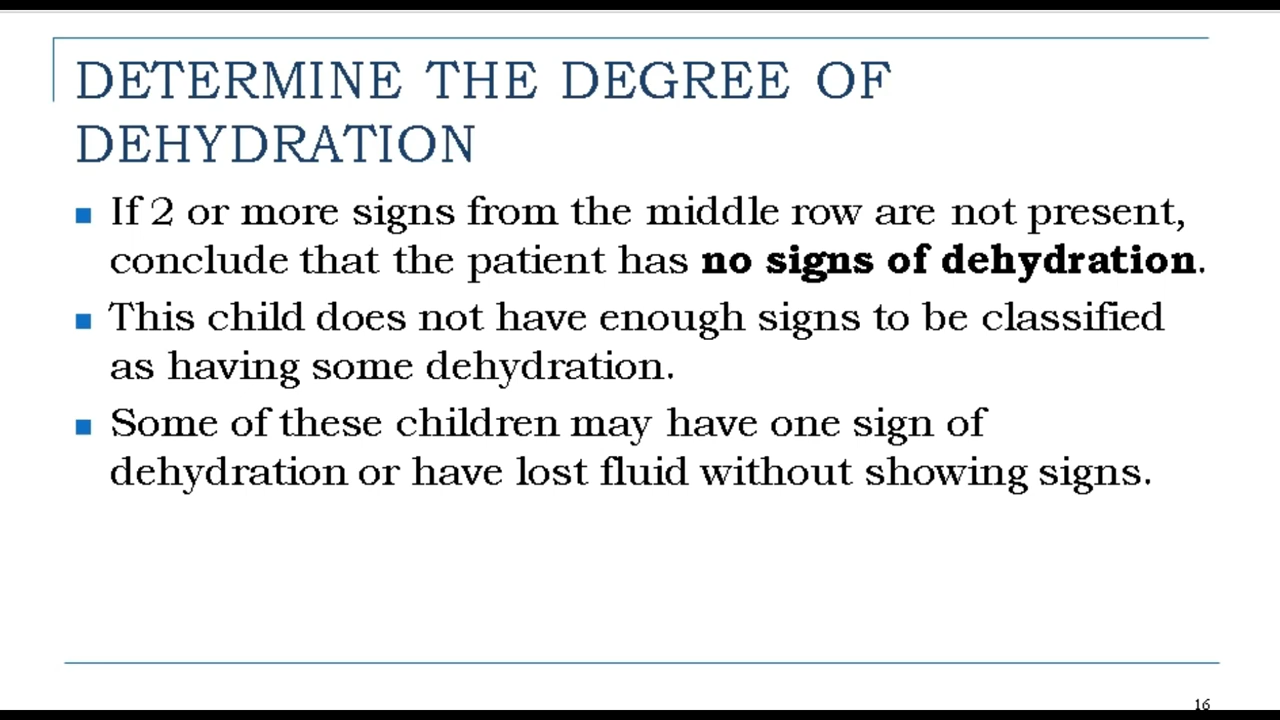 DETERMINE THE DEGREE OF
DEHYDRATION
If 2 or more signs from the middle row are not present,
conclude that the patient has no signs of dehydration.
This child does not have enough signs to be classified
as having some dehydration.
Some of these children may have one sign of
dehydration or have lost fluid without showing signs.
16